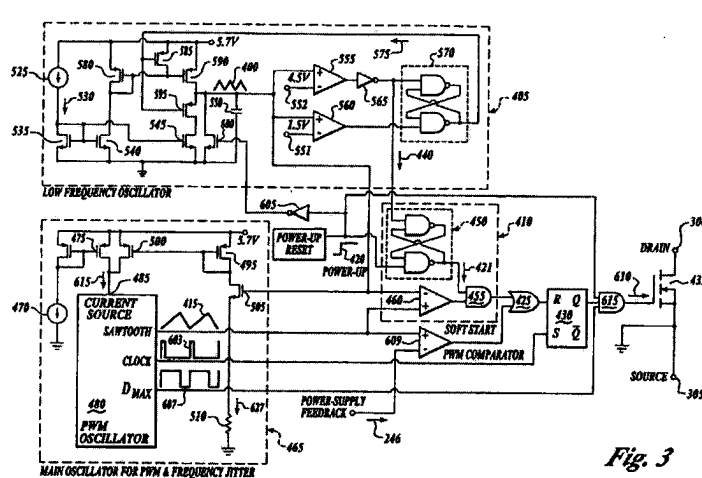 5.7V
585
525
580
590
400
575
570
530
4.5V
555
595
550
552
565
405
560
535
545
600
1.5V
540
551
440
LOW FREQUENCY OSCILLATOR
605
450
410
475
500
5.7V
POWER-UP
RESET
300
495
420
POWER-UP
421
DRAIN
615
485
610
435
470
CURRENT
SOURCE
415
505
460
455
425
R Q
430
S Q
615
SAWTOOTH
SOFT START
603
609
PWM COMPARATOR
CLOCK
DMAX
607
POWER-SUPPLY
FEEDBACK
SOURCE
305
480
PWM
OSCILLATOR
510
627
465
246
MAIN OSCILLATOR FOR PWM & FREQUENCY JITTER
Fig. 3